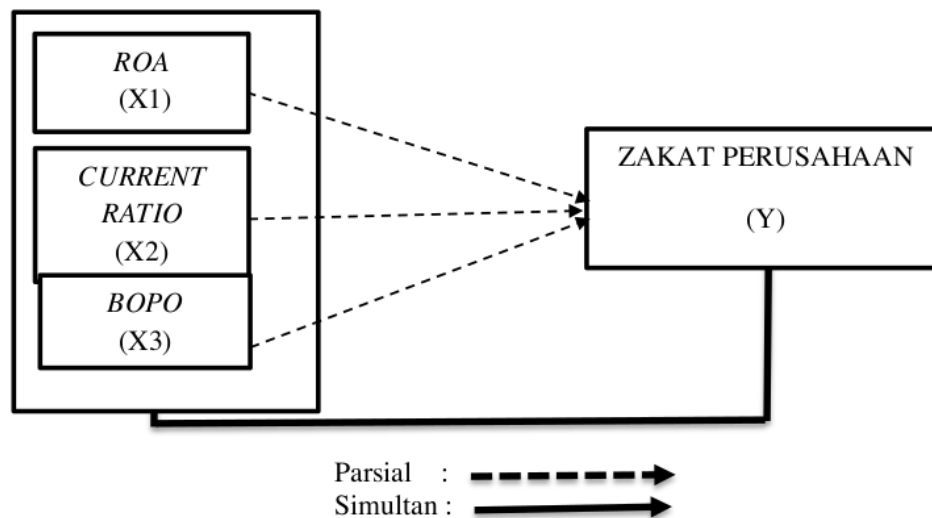 ROA
(X1)
CURRENT
RATIO
(X2)
BOPO
(X3)
ZAKAT PERUSAHAAN
(Y)
Parsial :
Simultan :